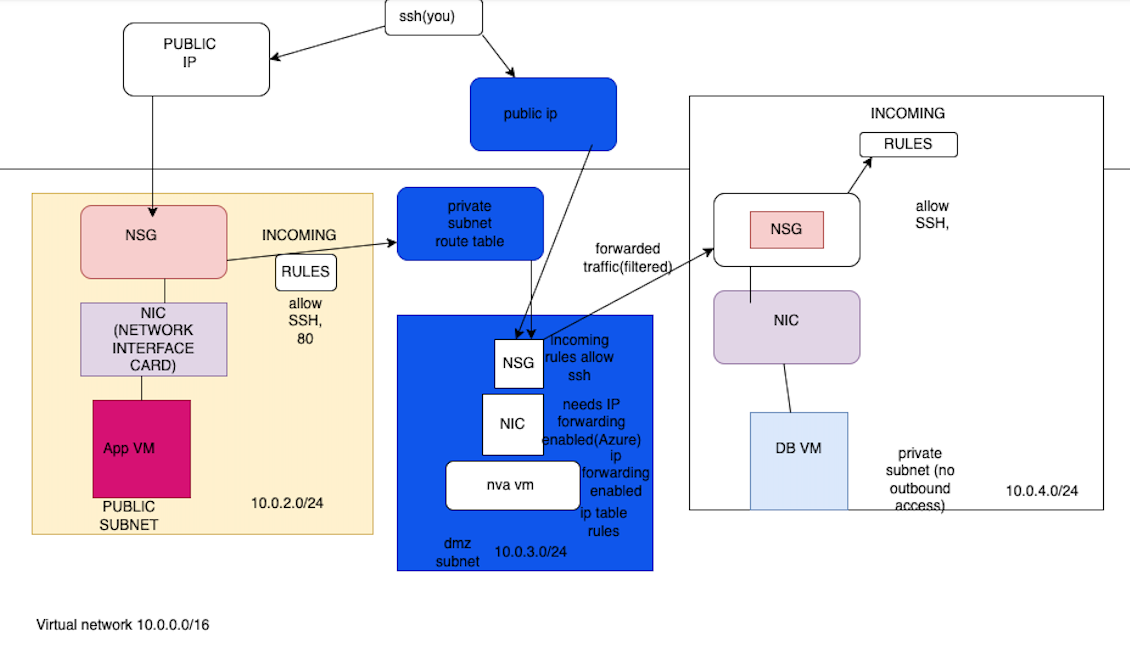 ssh(you)
PUBLIC
IP
public ip
INCOMING
RULES
allow
SSH,
NSG
NIC
DB VM
private
subnet (no
outbound
access)
10.0.4.0/24
NSG
INCOMING
RULES
allow
SSH,
80
NIC
(NETWORK
INTERFACE
CARD)
App VM
PUBLIC
SUBNET
10.0.2.0/24
private
subnet
route table
forwarded
traffic(filtered)
NSG
Incoming
rules allow
ssh
NIC
needs IP
forwarding
enabled(Azure)
ip
forwarding
enabled
nva vm
ip table
rules
dmz
subnet
10.0.3.0/24
Virtual network 10.0.0.0/16